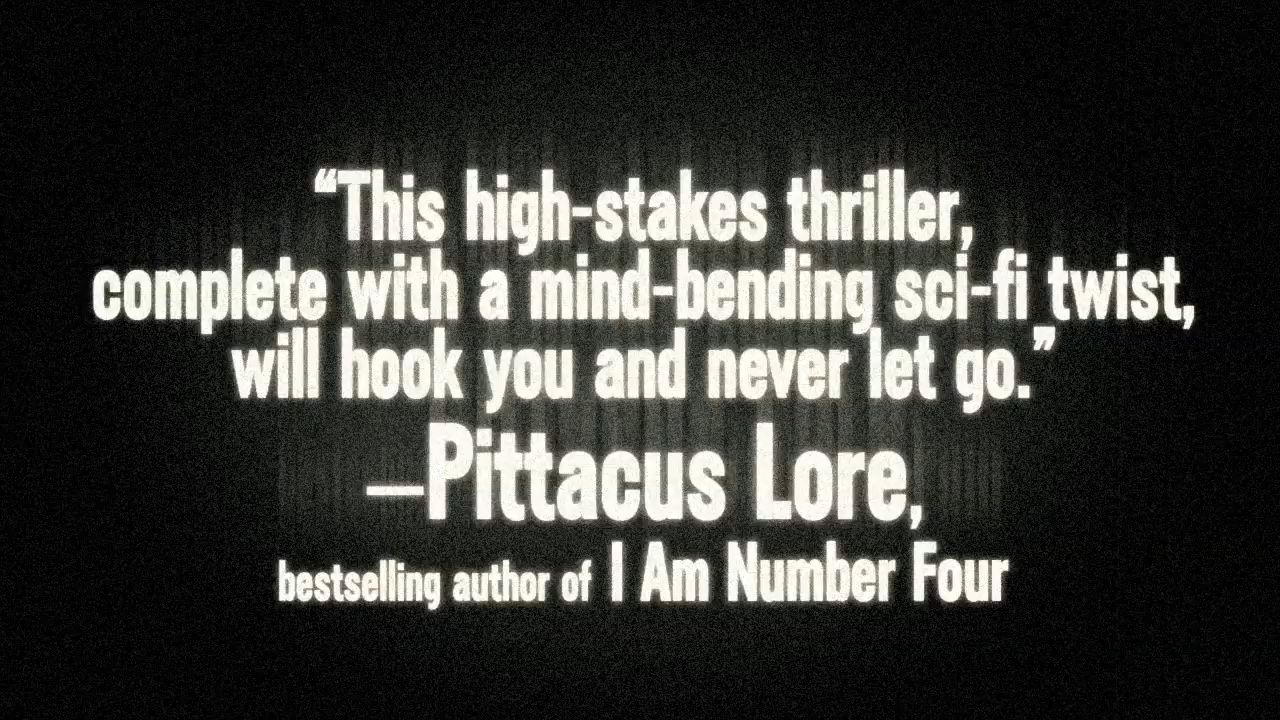 “This high-stakes thriller,
complete with a mind-bending sci-fi twist,
will hook you and never let go.”
—Pittacus Lore,
bestselling author of I Am Number Four